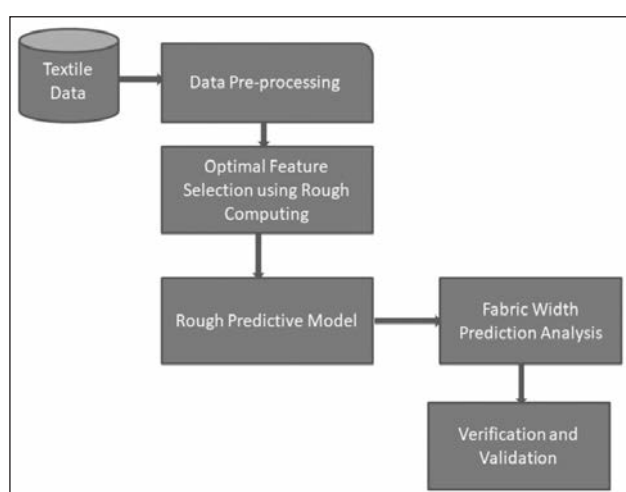 Textile
Data
Data Pre-processing
Optimal Feature
Selection using Rough
Computing
Rough Predictive Model
Fabric Width
Prediction Analysis
Verification and
Validation